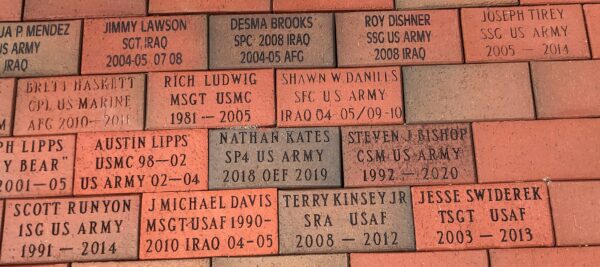 P. MENDEZ
US ARMY
IRAQ
JIMMY LAWSON
SGT. IRAQ
2004-05 07 08
DESMA BROOKS
SPC 2008 IRAQ
2004-05 AFG
ROY DISHNER
SSG US ARMY
2008 IRAQ
JOSEPH TIREY
SSG US ARMY
2005 - 2014
BRETT HASKETT
CPL US MARINE
AFG 2010-2011
RICH LUDWIG
MSGT USMC
1981 - 2005
SHAWN W DANIELS
SFC US ARMY
IRAQ 04-05/09-10
LIPPS
BEAR"
2001-05
AUSTIN LIPPS
USMC 98-02
US ARMY 02-04
NATHAN KATES
SP4 US ARMY
2018 OEF 2019
STEVEN J BISHOP
CSM US ARMY
1992 - 2020
SCOTT RUNYON
1SG US ARMY
1991 - 2014
J MICHAEL DAVIS
MSGT USAF 1990-
2010 IRAQ 04-05
TERRY KINSEY JR
SRA USAF
2008 - 2012
JESSE SWIDEREK
TSGT USAF
2003 - 2013